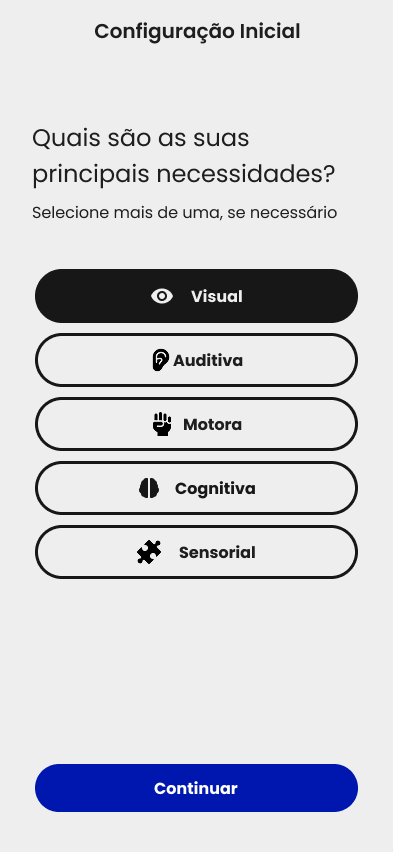 Configuração Inicial
Quais são as suas
principais necessidades?
Selecione mais de uma, se necessário
Visual
Auditiva
Motora
Cognitiva
Sensorial
Continuar